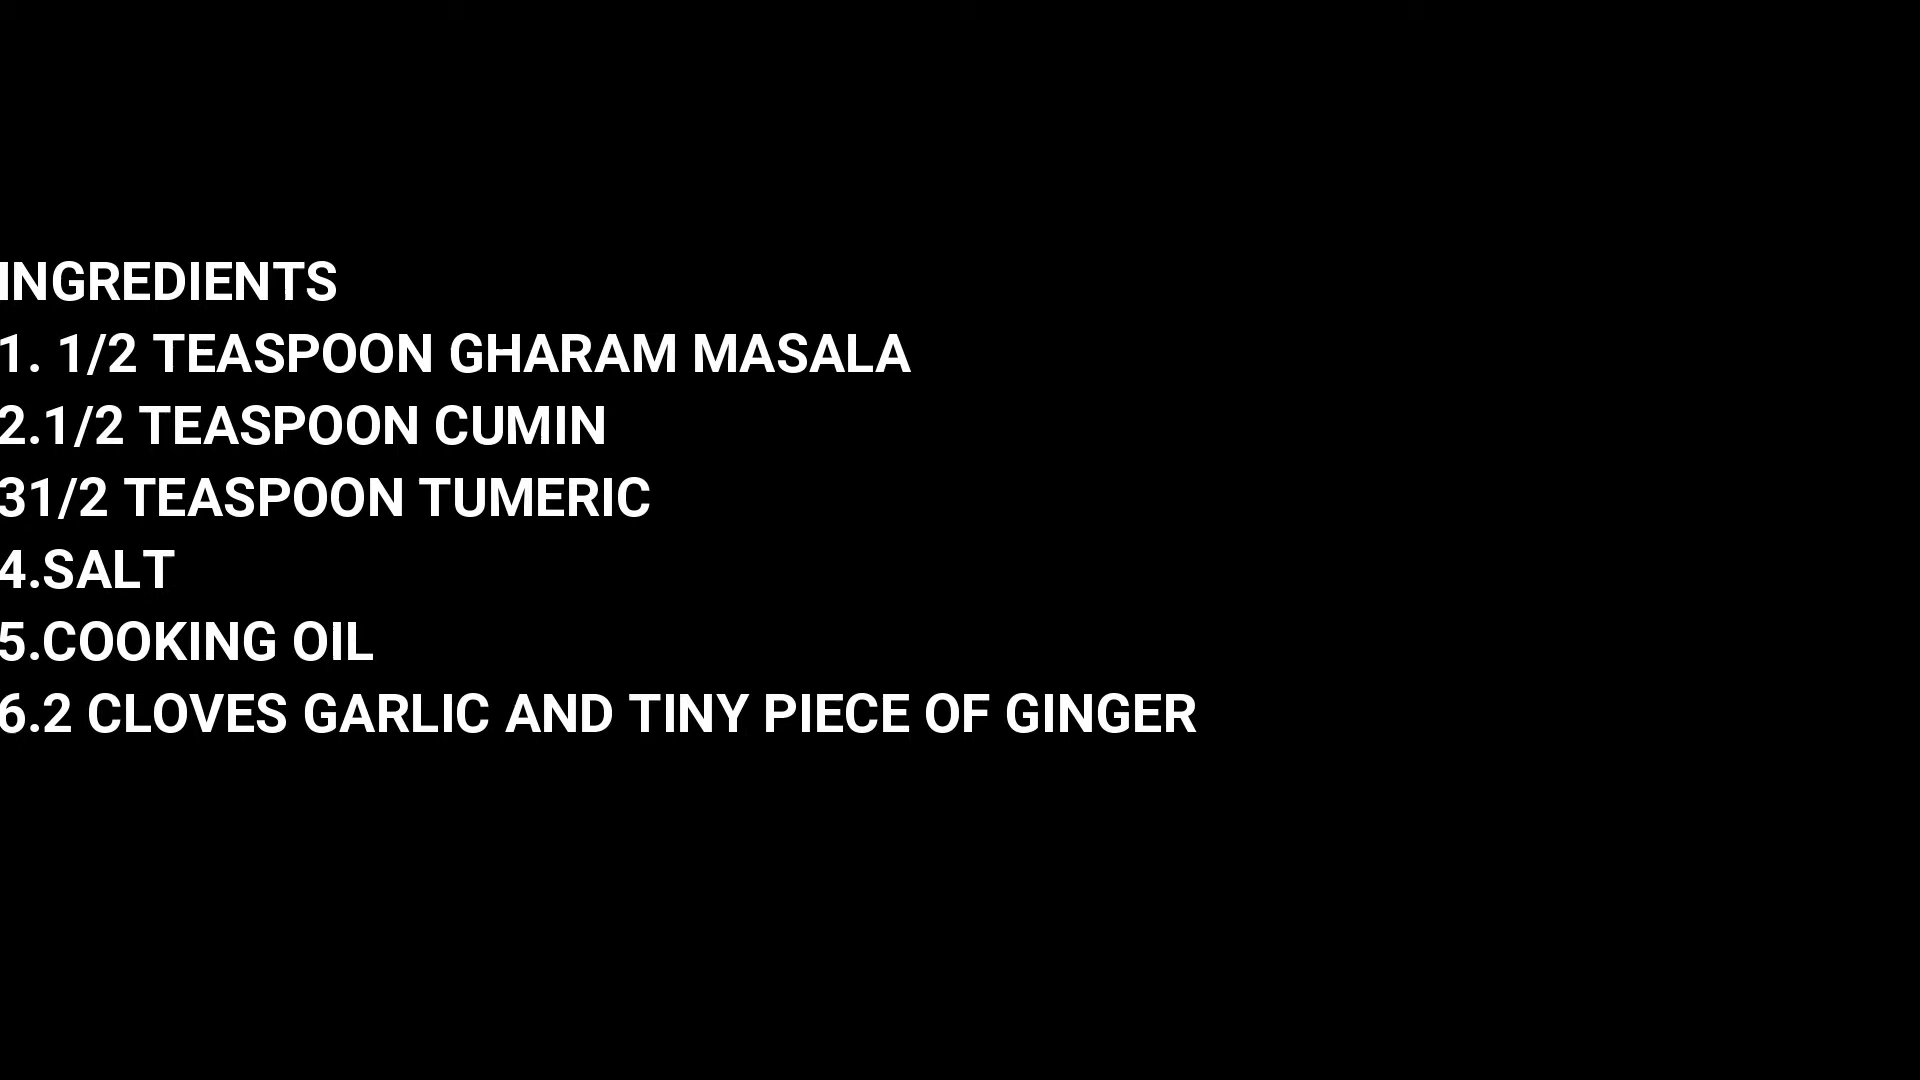 INGREDIENTS
1. 1/2 TEASPOON GHARAM MASALA
2.1/2 TEASPOON CUMIN
31/2 TEASPOON TUMERIC
4.SALT
5.COOKING OIL
6.2 CLOVES GARLIC AND TINY PIECE OF GINGER